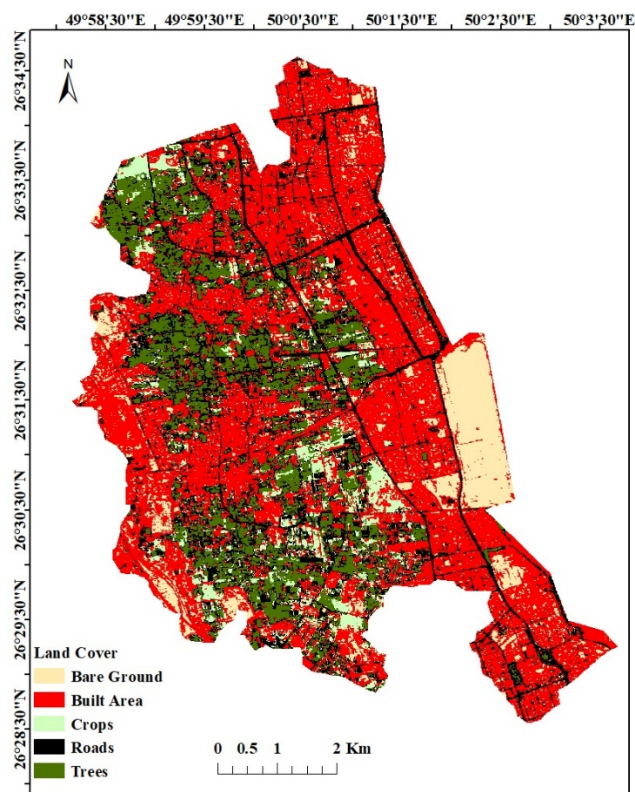 49°58'30"E 49°59'30"E 50°0'30"E 50°1'30"E 50°2'30"E 50°3'30"E
N
26°34'30"N
26°33'30"N
26°32'30"N
26°31'30"N
26°30'30"N
26°29'30"N
26°28'30"N
Land Cover
Bare Ground
Built Area
Crops
Roads
Trees
0 0.5 1 2 Km